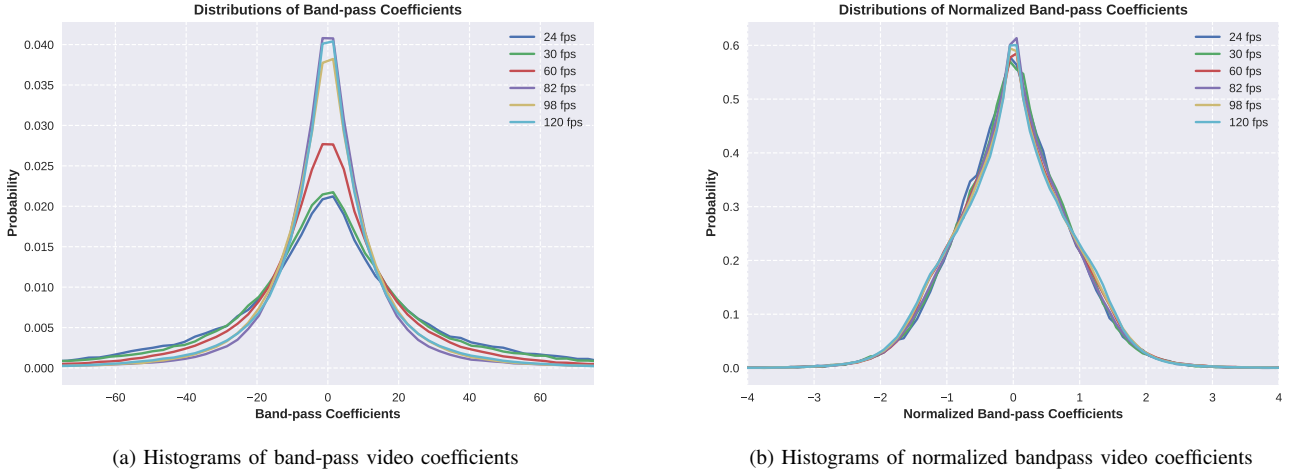 Distributions of Band-pass Coefficients
0.040
0.035
0.030
0.025
0.020
0.015
0.010
0.005
0.000
Probability
24 fps
30 fps
60 fps
82 fps
98 fps
120 fps
−60 −40 −20 0 20 40 60
Band-pass Coefficients
(a) Histograms of band-pass video coefficients
Distributions of Normalized Band-pass Coefficients
0.6
0.5
0.4
0.3
0.2
0.1
0.0
Probability
24 fps
30 fps
60 fps
82 fps
98 fps
120 fps
−4 −3 −2 −1 0 1 2 3 4
Normalized Band-pass Coefficients
(b) Histograms of normalized bandpass video coefficients